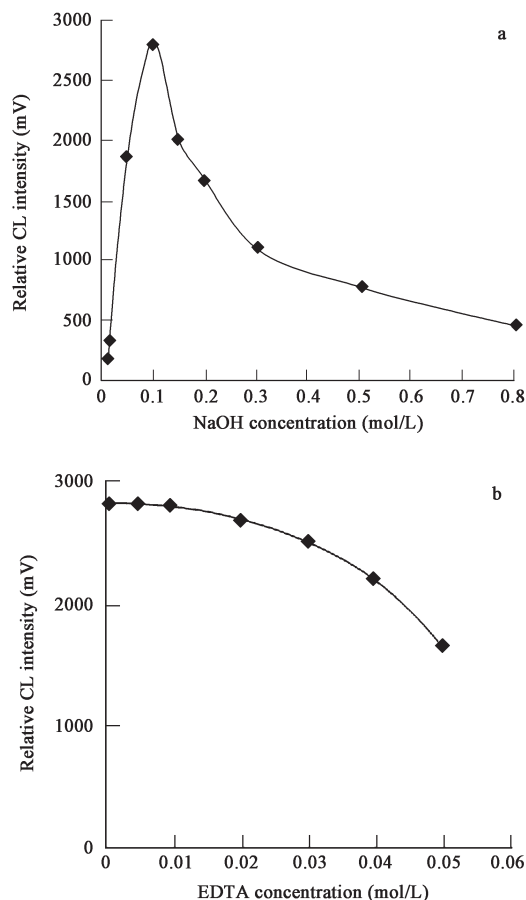 a
3000
2500
2000
1500
1000
500
0
Relative CL intensity (mV)
0 0.1 0.2 0.3 0.4 0.5 0.6 0.7 0.8
NaOH concentration (mol/L)
b
3000
2000
1000
0
Relative CL intensity (mV)
0 0.01 0.02 0.03 0.04 0.05 0.06
EDTA concentration (mol/L)